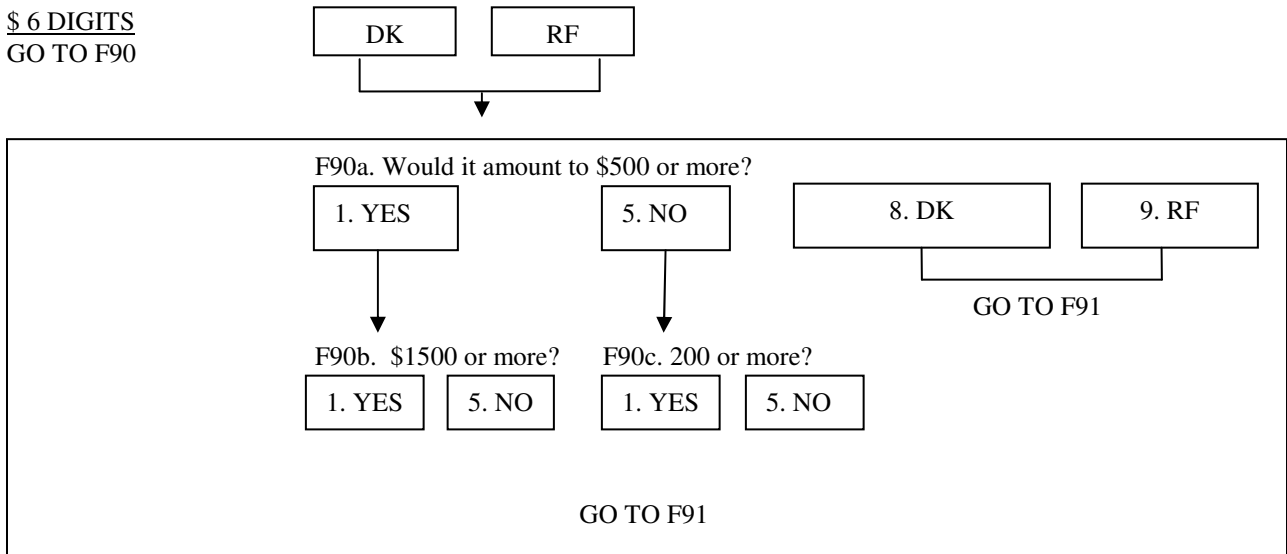 $ 6 DIGITS
GO TO F90
DK RF
F90a. Would it amount to $500 or more?
1. YES 5. NO 8. DK 9. RF
GO TO F91
F90b. $1500 or more? F90c. 200 or more?
1. YES 5. NO 1. YES 5. NO
GO TO F91